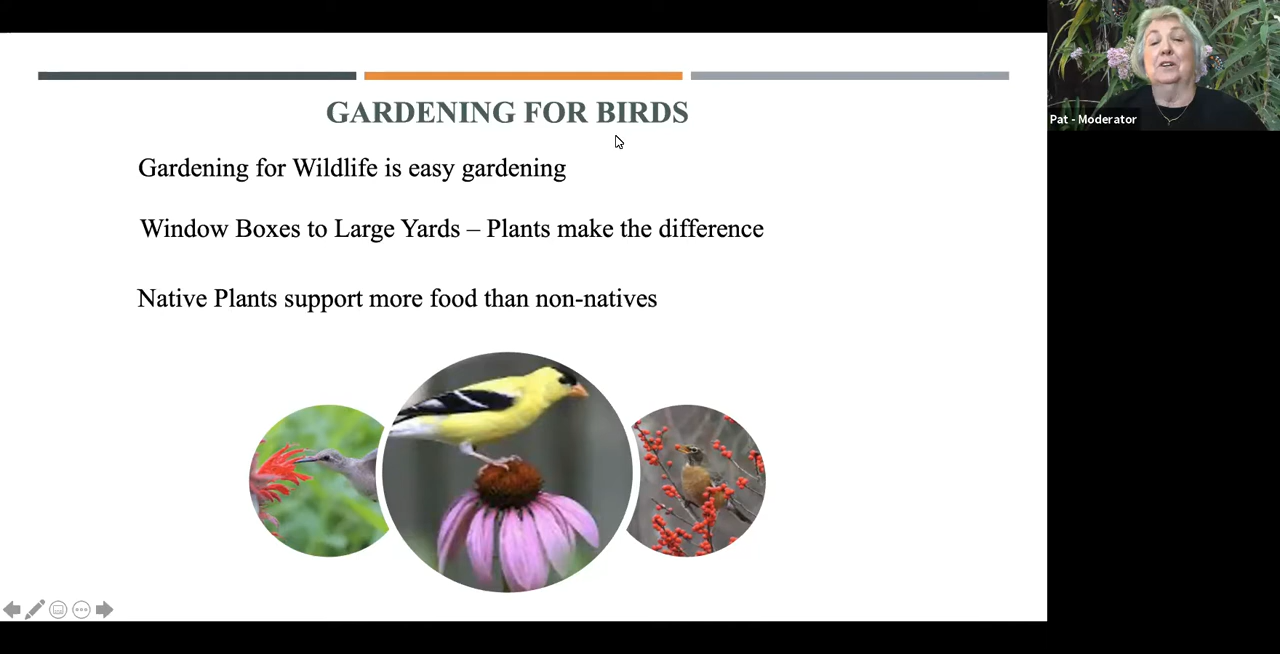 GARDENING FOR BIRDS
Gardening for Wildlife is easy gardening
Window Boxes to Large Yards – Plants make the difference
Native Plants support more food than non-natives
Pat - Moderator